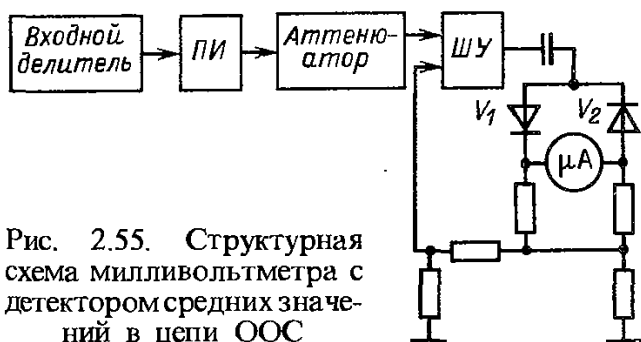 Входной
делитель
ПИ
Аттеню-
атор
ШУ
V1
V2
μA
Рис. 2.55. Структурная
схема милливольтметра с
детектором средних значе-
ний в цепи ООС